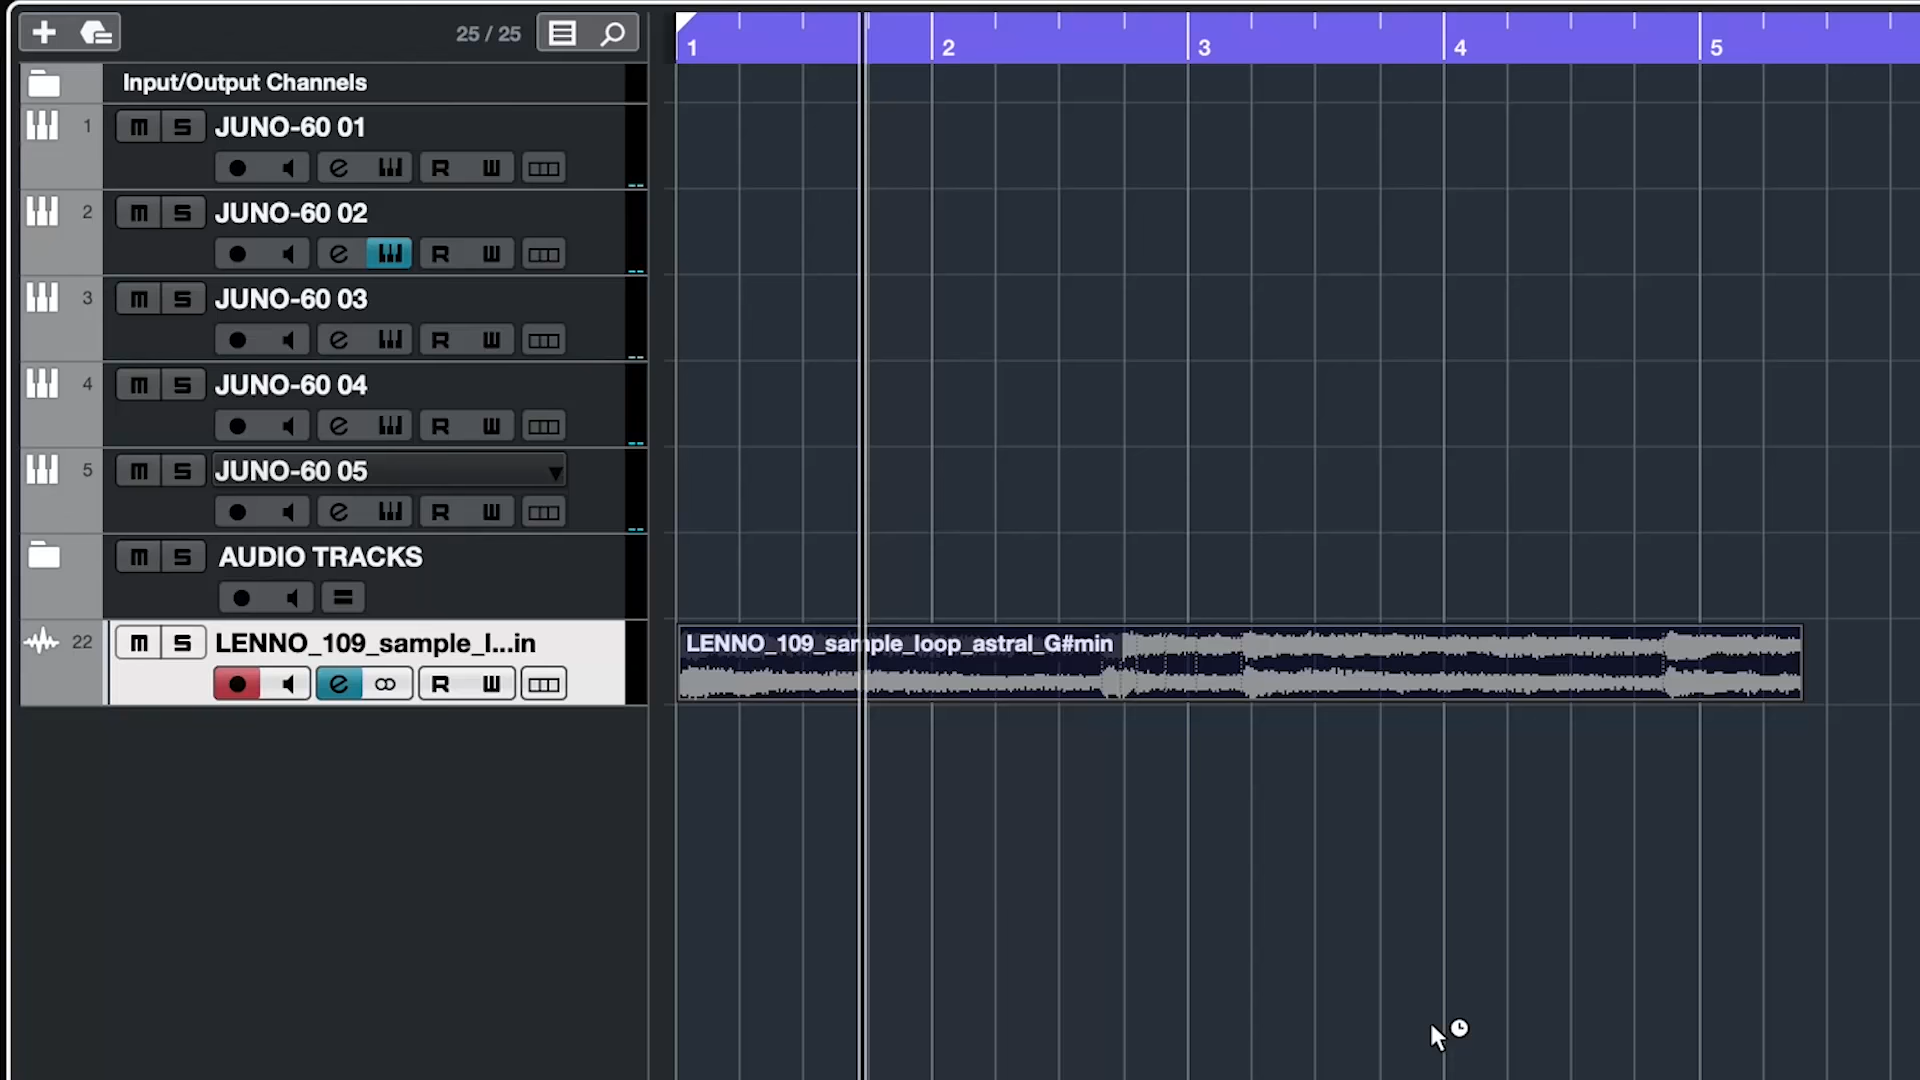 25 / 25
1 2 3 4 5
Input/Output Channels
1 m S JUNO-60 01
e R W
2 m S JUNO-60 02
e R W
3 m S JUNO-60 03
e R W
4 m S JUNO-60 04
e R W
5 m S JUNO-60 05
e R W
m S AUDIO TRACKS
22 m S LENNO_109_sample_l...in
e R W
LENNO_109_sample_loop_astral_G#min